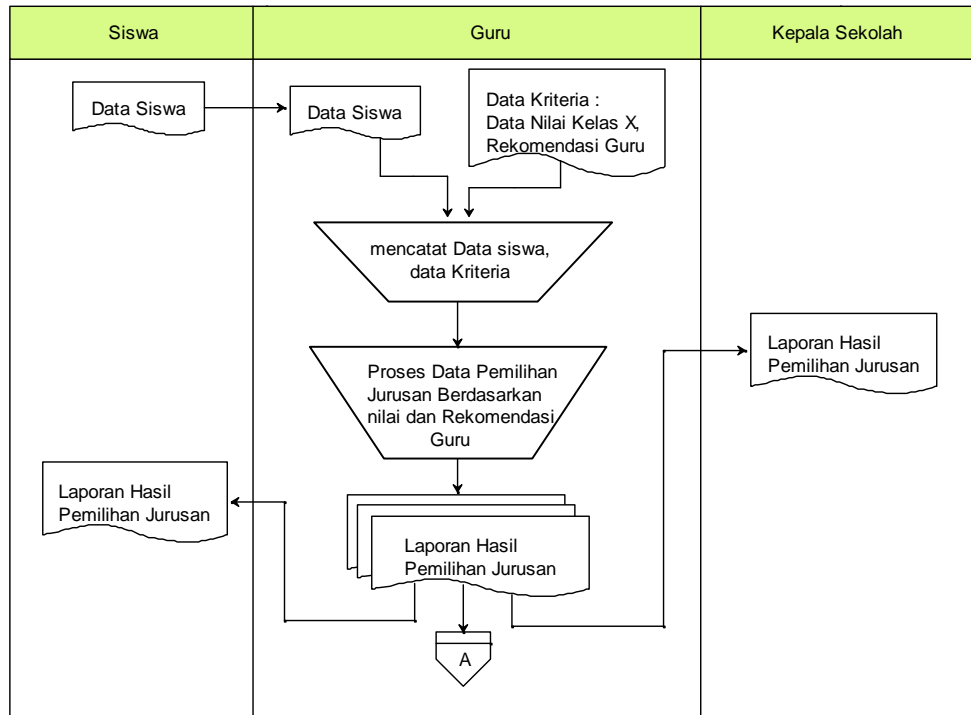 Siswa
Guru
Kepala Sekolah
Data Siswa
Data Siswa
Data Kriteria :
Data Nilai Kelas X,
Rekomendasi Guru
mencatat Data siswa,
data Kriteria
Proses Data Pemilihan
Jurusan Berdasarkan
nilai dan Rekomendasi
Guru
Laporan Hasil
Pemilihan Jurusan
Laporan Hasil
Pemilihan Jurusan
Laporan Hasil
Pemilihan Jurusan
A